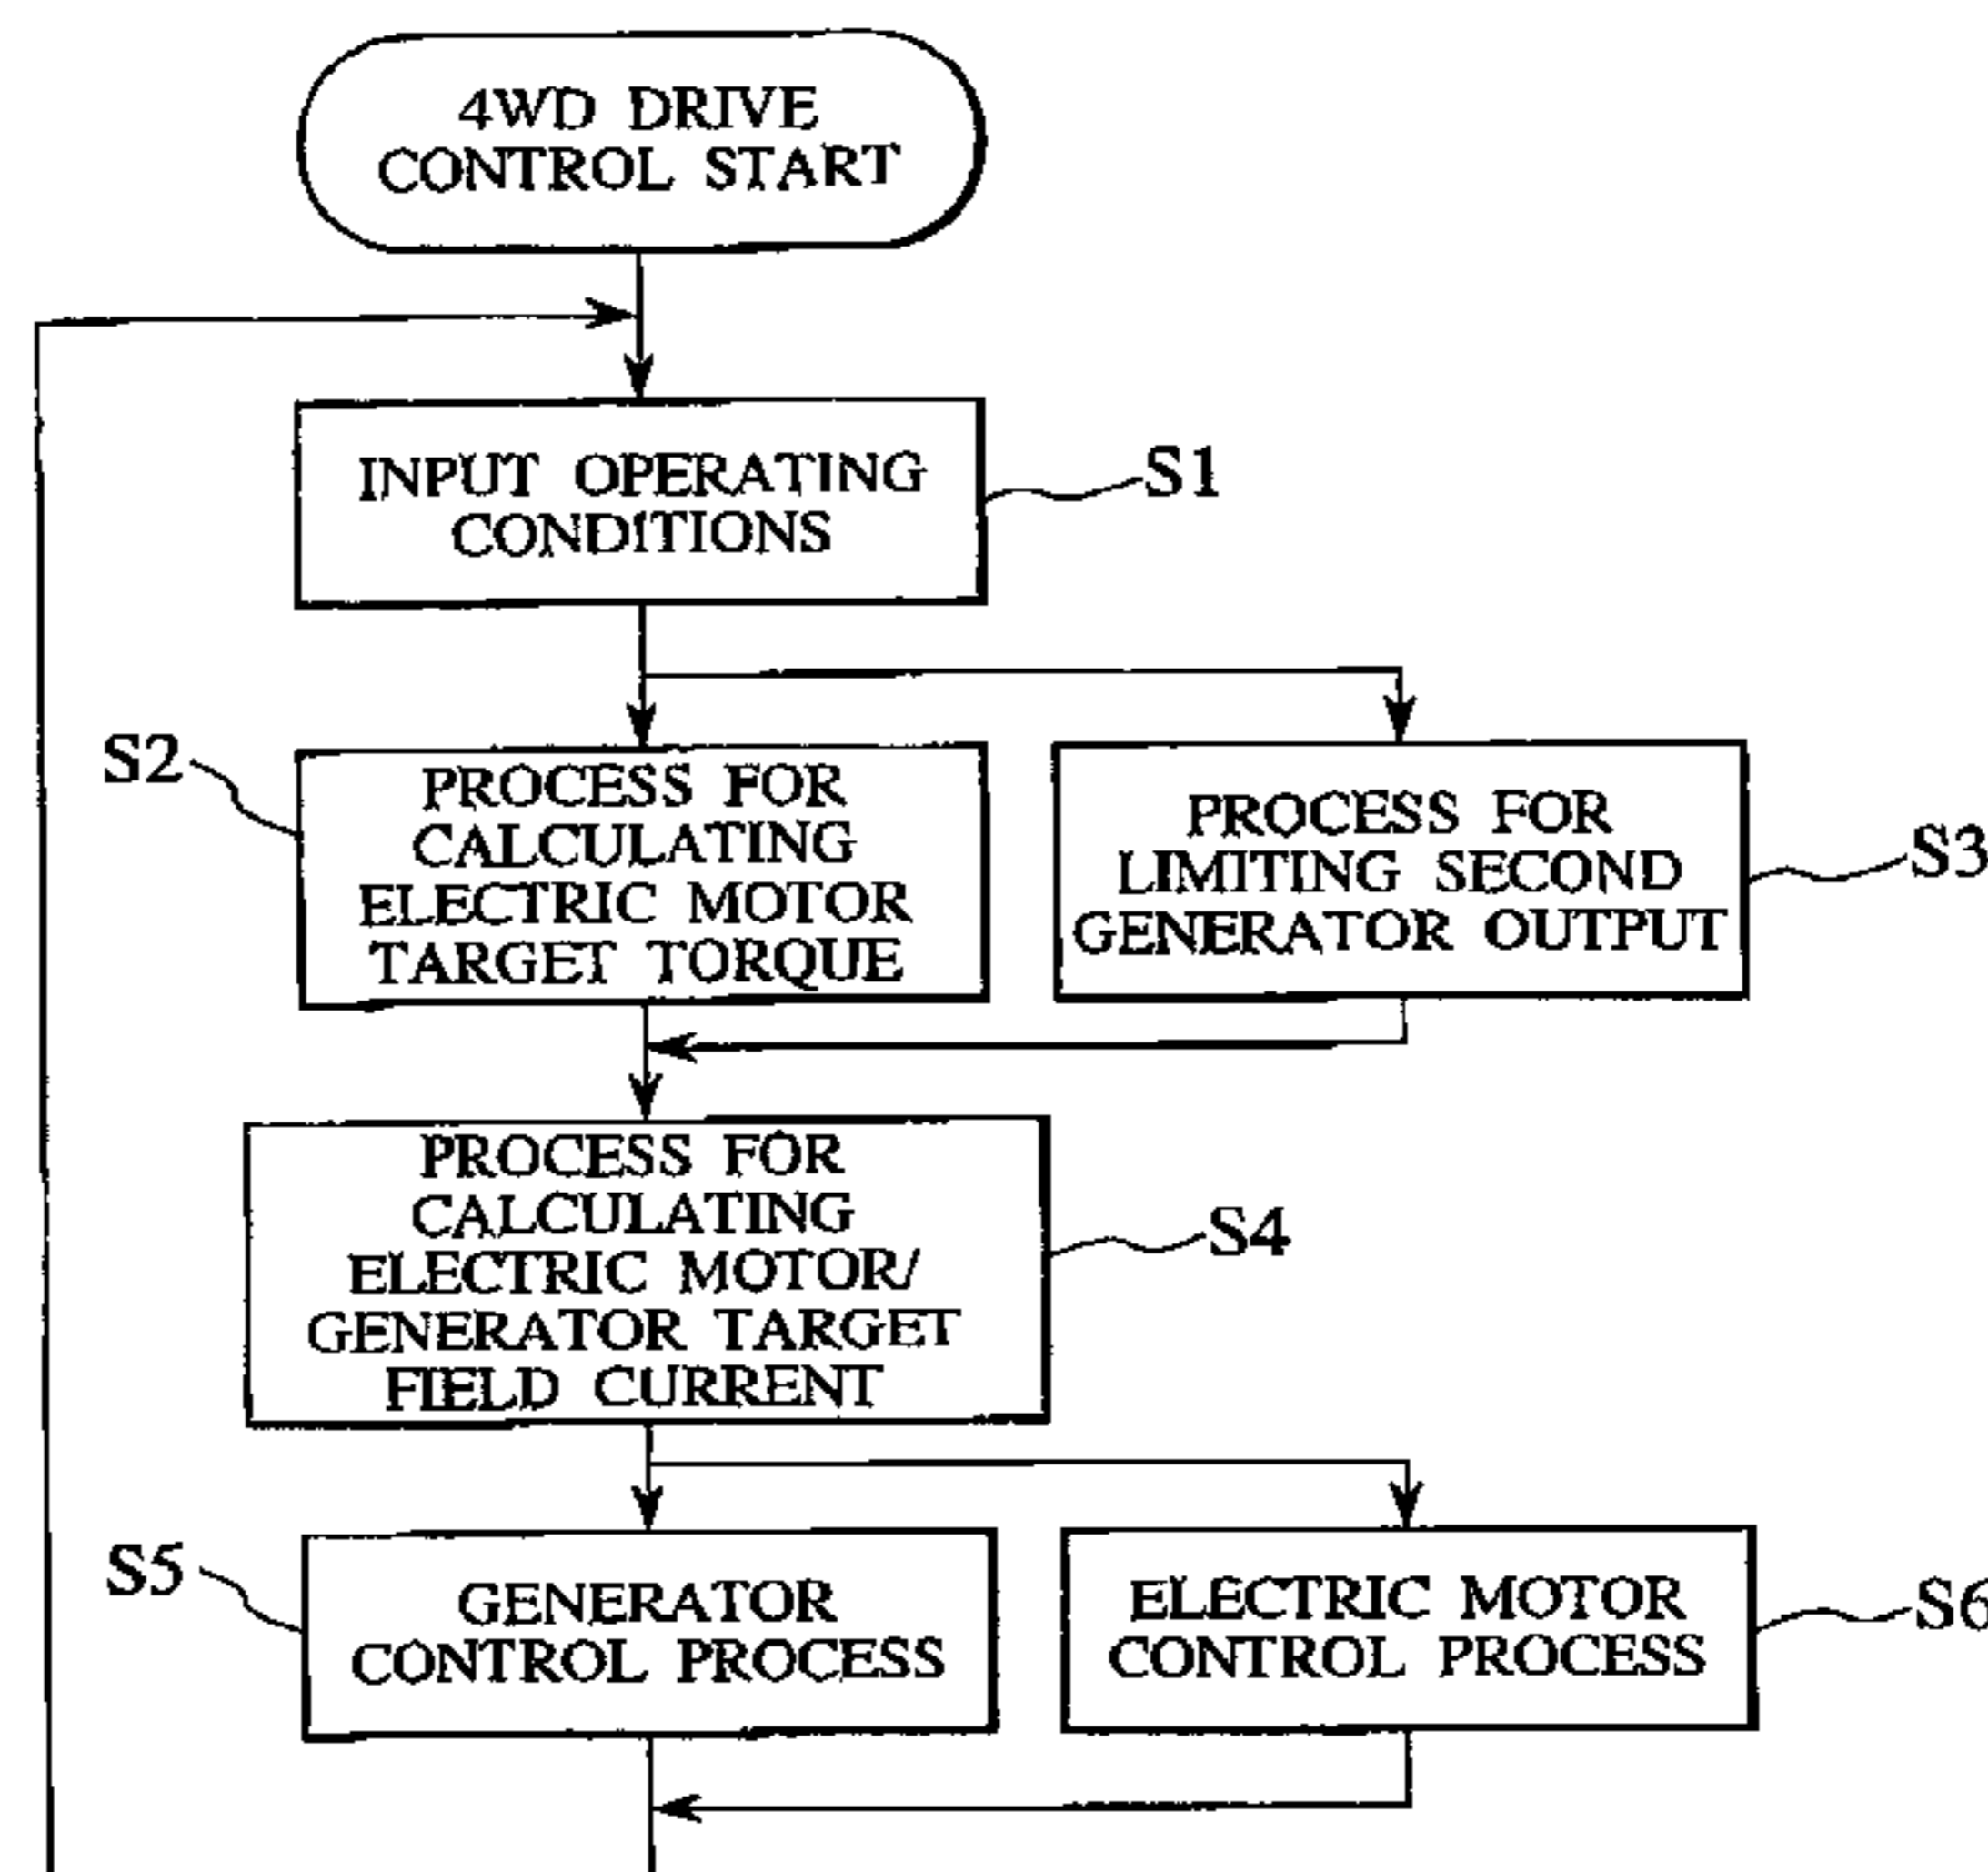 4WD DRIVE
CONTROL START
INPUT OPERATING
CONDITIONS
S1
S2
PROCESS FOR
CALCULATING
ELECTRIC MOTOR
TARGET TORQUE
PROCESS FOR
LIMITING SECOND
GENERATOR OUTPUT
S3
PROCESS FOR
CALCULATING
ELECTRIC MOTOR/
GENERATOR TARGET
FIELD CURRENT
S4
S5
GENERATOR
CONTROL PROCESS
ELECTRIC MOTOR
CONTROL PROCESS
S6